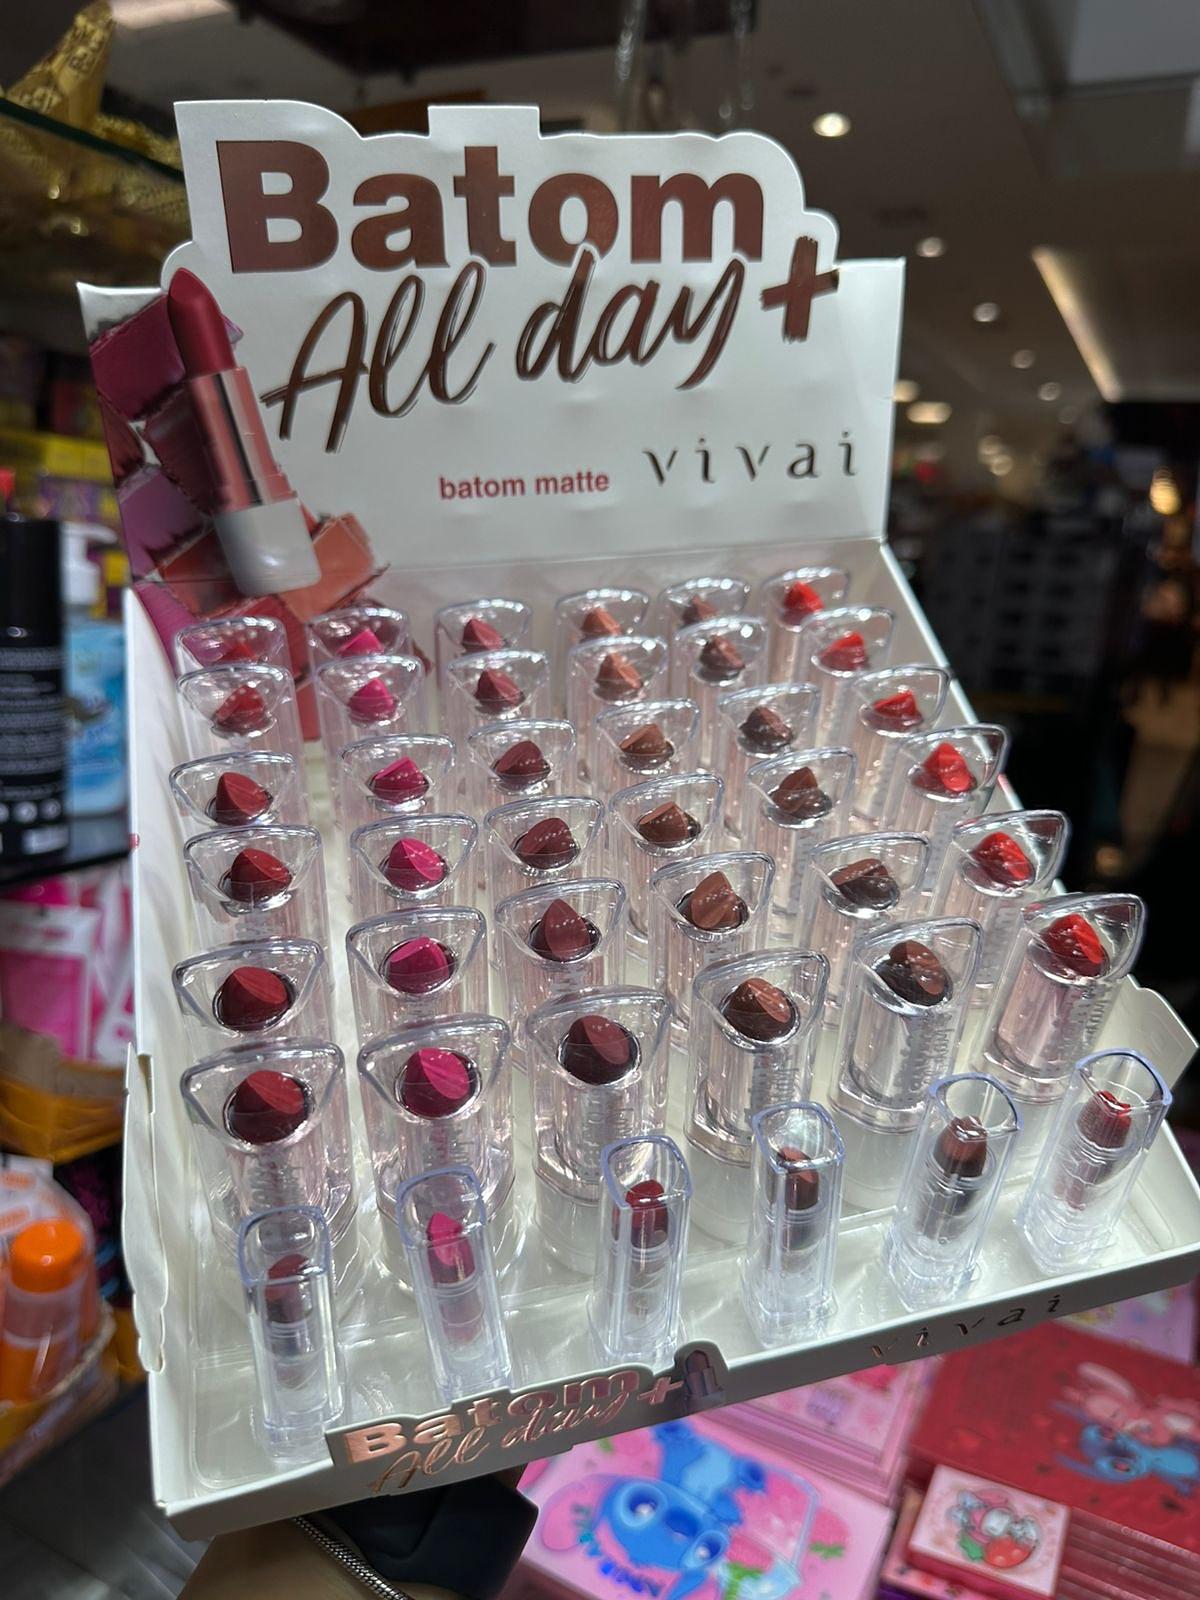 Batom
All day +
batom matte
vivai
vivai
Batom
All day +